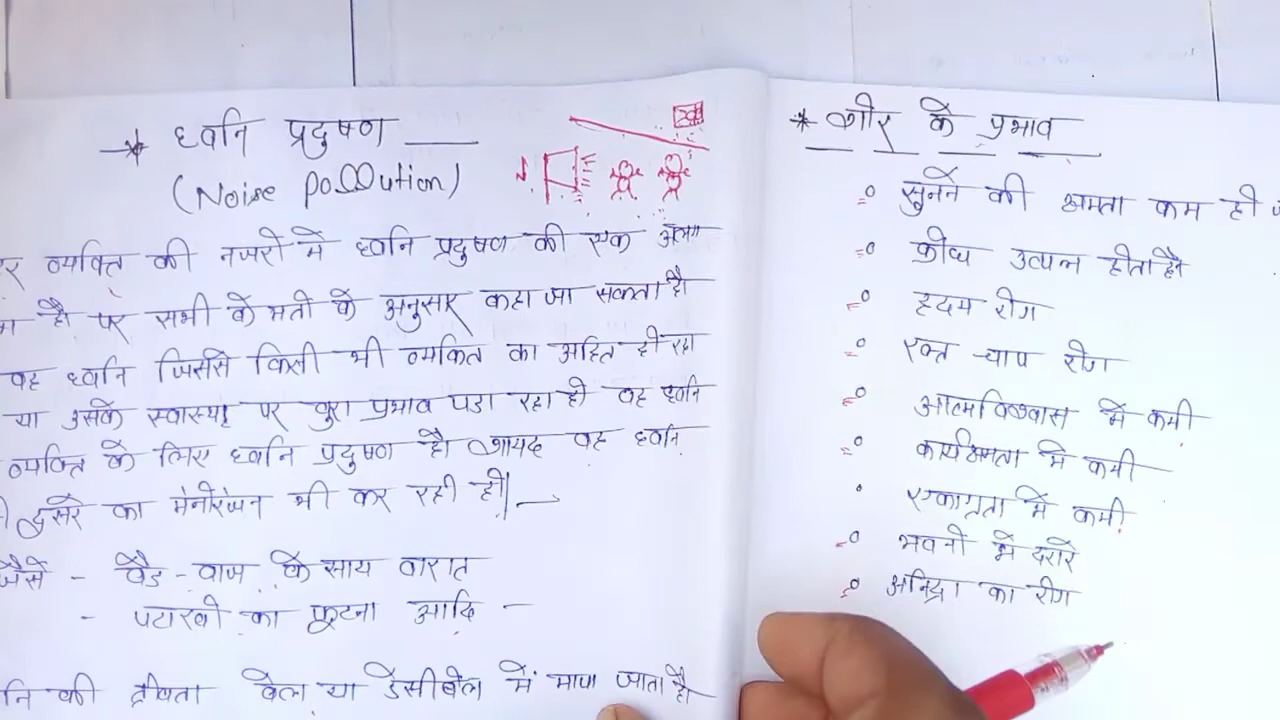 ध्वनि प्रदुषण
(Noise pollution)
व्यक्ति की नजरो में ध्वनि प्रदुषण की एक अलग
है पर सभी के मतो के अनुसार कहा जा सकता है
वह ध्वनि जिससे किसी भी व्यकित का अहित हो रहा
या उसके स्वास्थ्य पर बुरा प्रभाव पडा रहा हो वह ध्वनि
व्यक्ति के लिए ध्वनि प्रदुषण है। शायद वह ध्वनि
दुसरे का मंनोरंजन भी कर रही हो।
जैसे - बैंड - बाज के साथ बारात
- पटाखो का फूटना आदि -
की तीव्रता बेल या डेसीबेल में मापा जाता है
* शोर के प्रभाव
सुनने की क्षमता कम हो
क्रोध उत्पन्न होता है।
हृदय रोग
रक्त - चाप रोग
आत्मविश्वास में कमी
कार्यक्षमता में कमी
एकाग्रता में कमी
भवनो में दरारे
अनिद्रा का रोग